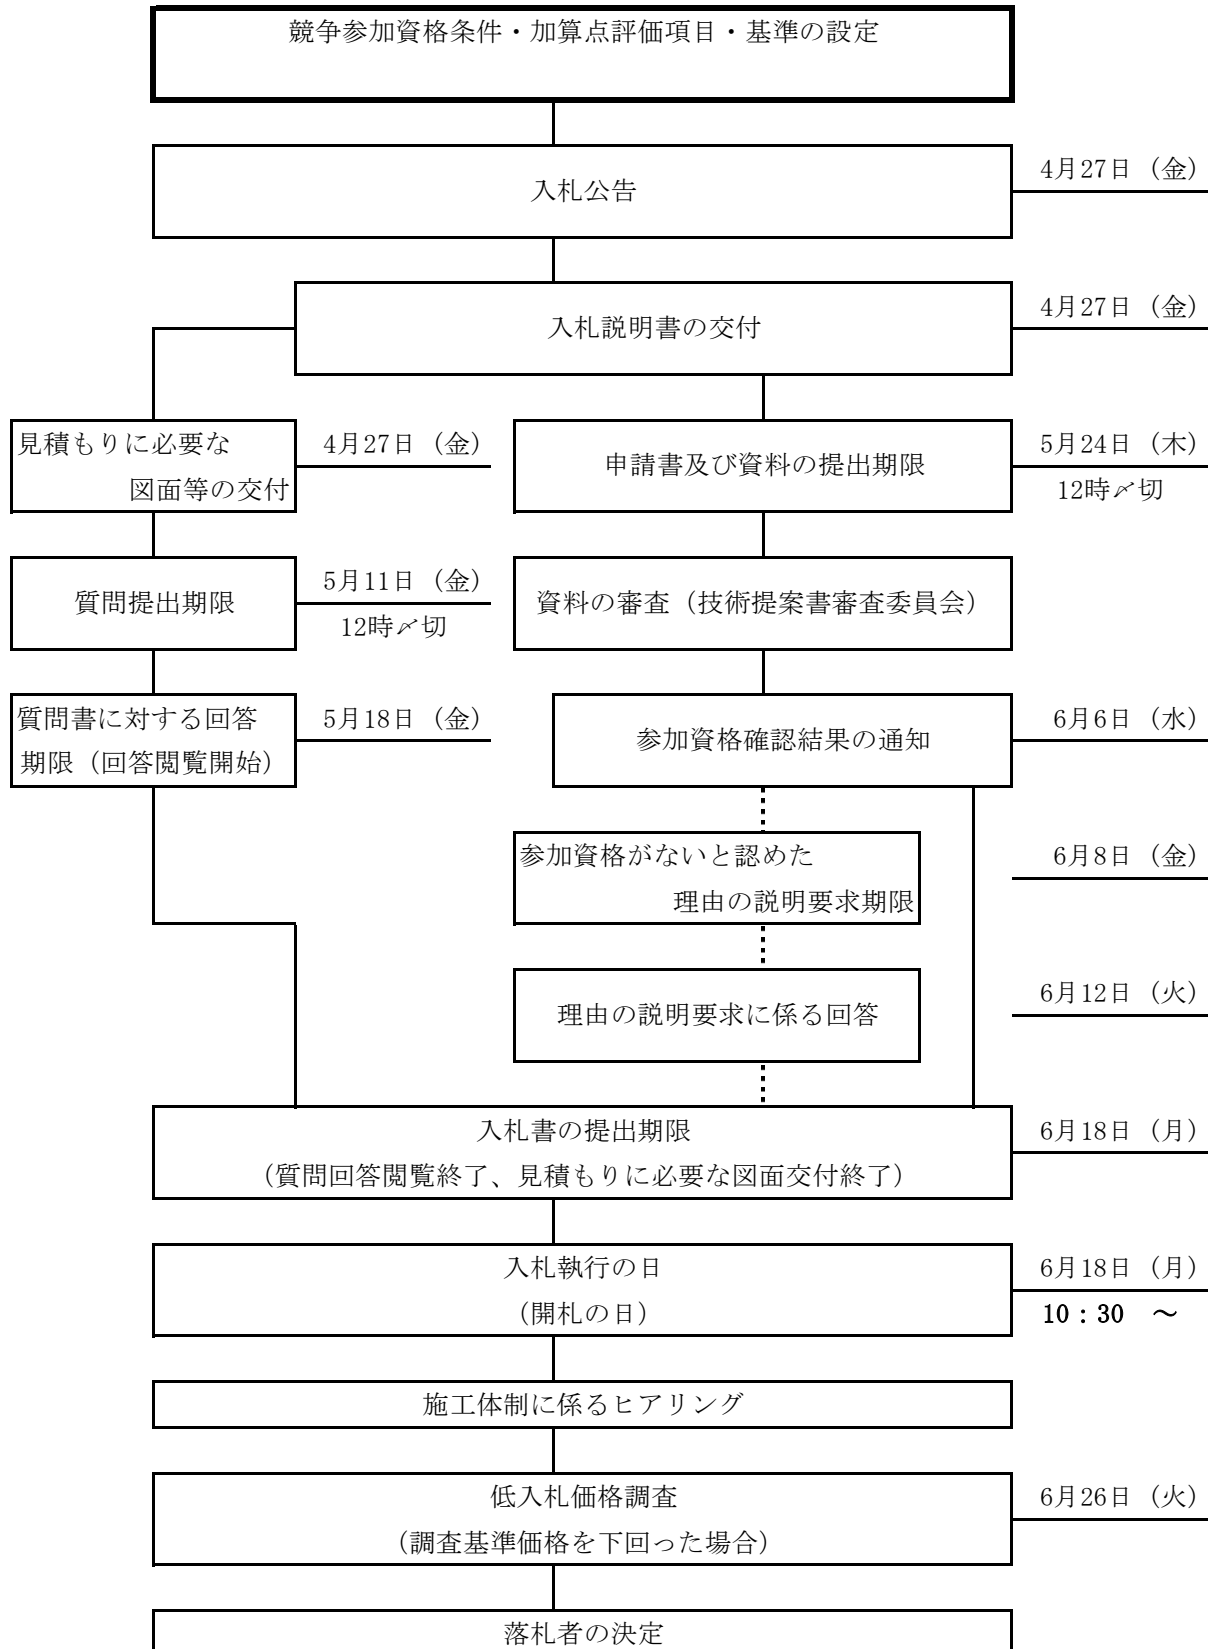 競争参加資格条件・加算点評価項目・基準の設定
入札公告
4月27日（金）
入札説明書の交付
4月27日（金）
見積もりに必要な
図面等の交付
4月27日（金）
申請書及び資料の提出期限
5月24日（木）
12時〆切
質問提出期限
5月11日（金）
12時〆切
資料の審査（技術提案書審査委員会）
質問書に対する回答
期限（回答閲覧開始）
5月18日（金）
参加資格確認結果の通知
6月6日（水）
参加資格がないと認めた
理由の説明要求期限
6月8日（金）
理由の説明要求に係る回答
6月12日（火）
入札書の提出期限
（質問回答閲覧終了、見積もりに必要な図面交付終了）
6月18日（月）
入札執行の日
（開札の日）
6月18日（月）
10：30　～
施工体制に係るヒアリング
低入札価格調査
（調査基準価格を下回った場合）
6月26日（火）
落札者の決定